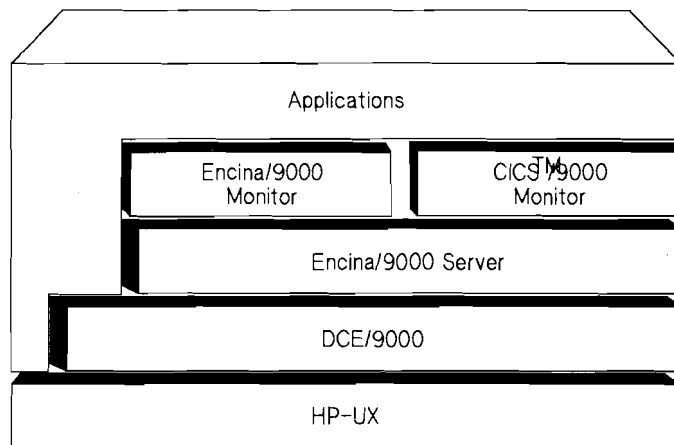 Applications
Encina/9000
Monitor
CICS™/9000
Monitor
Encina/9000 Server
DCE/9000
HP-UX